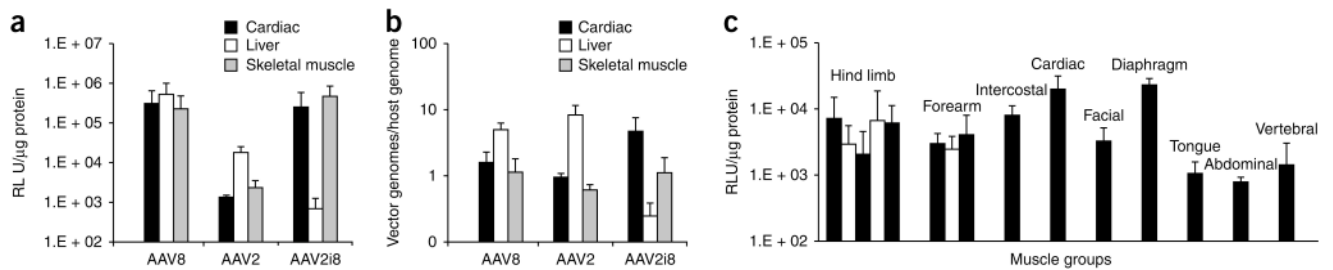 a
RL U/μg protein
1.E + 07
1.E + 06
1.E + 05
1.E + 04
1.E + 03
1.E + 02
Cardiac
Liver
Skeletal muscle
AAV8 AAV2 AAV2i8
b
Vector genomes/host genome
100
10
1
0
Cardiac
Liver
Skeletal muscle
AAV8 AAV2 AAV2i8
c
RLU/μg protein
1.E + 05
1.E + 04
1.E + 03
1.E + 02
Hind limb
Forearm
Intercostal
Cardiac
Facial
Diaphragm
Tongue
Abdominal
Vertebral
Muscle groups